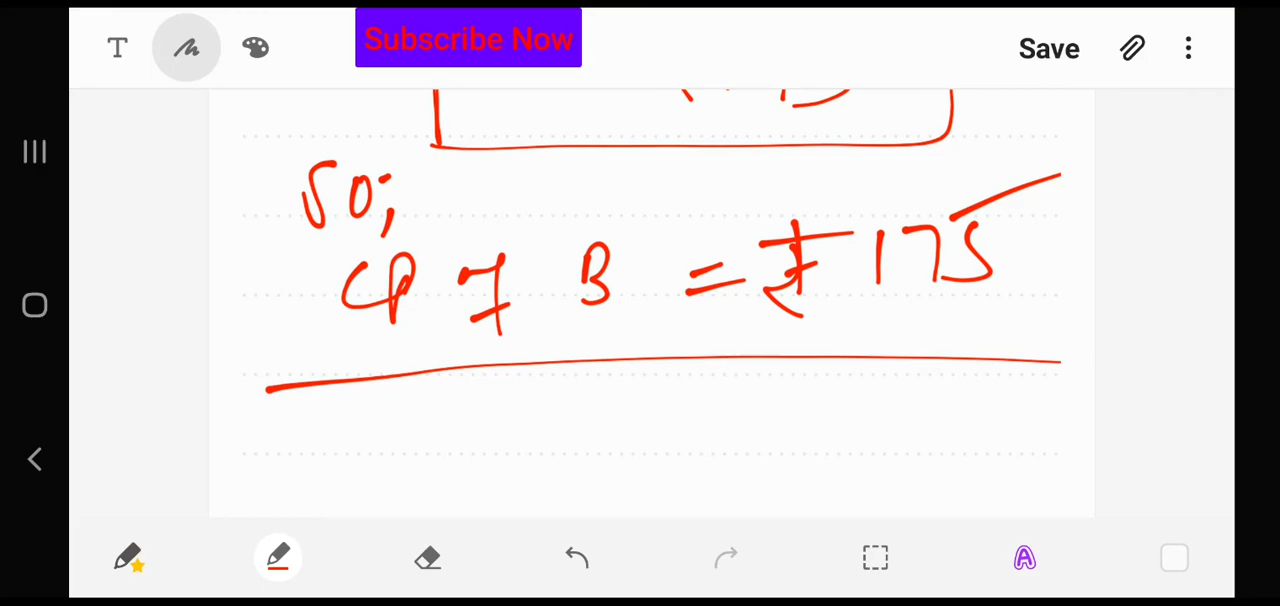 Subscribe Now
Save
So;
CP of B = ₹ 175